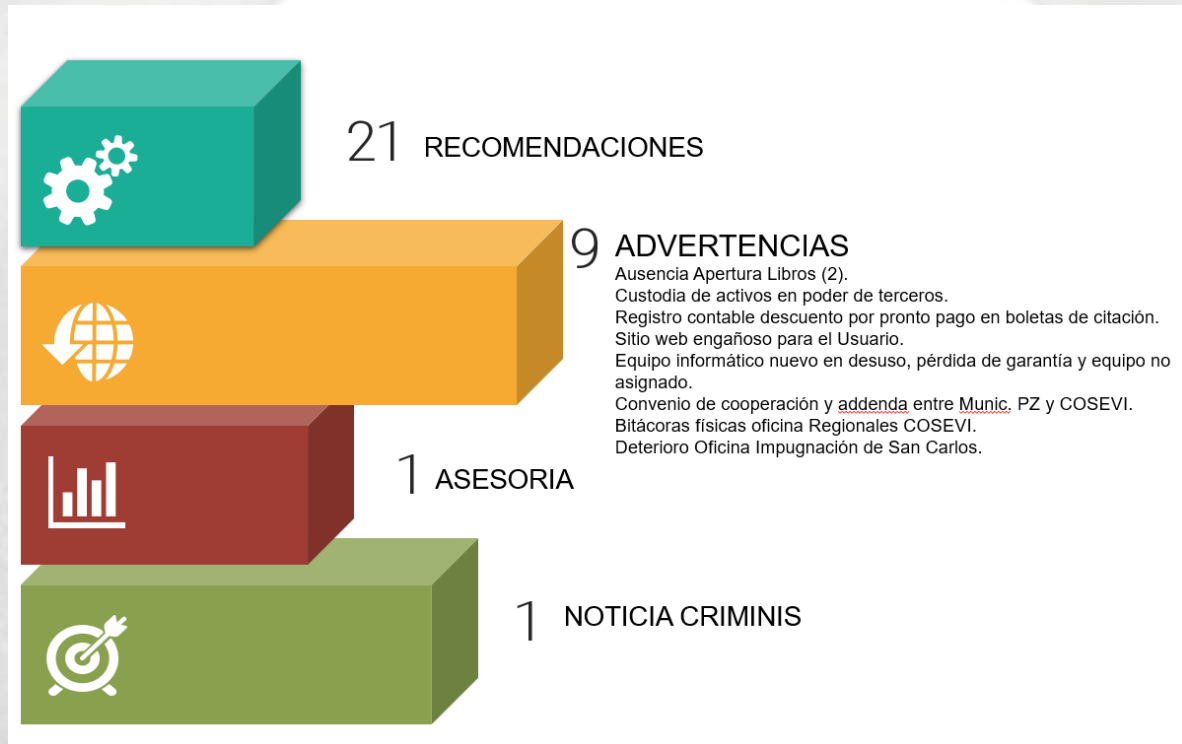 21 RECOMENDACIONES
9 ADVERTENCIAS
Ausencia Apertura Libros (2).
Custodia de activos en poder de terceros.
Registro contable descuento por pronto pago en boletas de citación.
Sitio web engañoso para el Usuario.
Equipo informático nuevo en desuso, pérdida de garantía y equipo no
asignado.
Convenio de cooperación y addenda entre Munic. PZ y COSEVI.
Bitácoras físicas oficina Regionales COSEVI.
Deterioro Oficina Impugnación de San Carlos.
1 ASESORIA
1 NOTICIA CRIMINIS